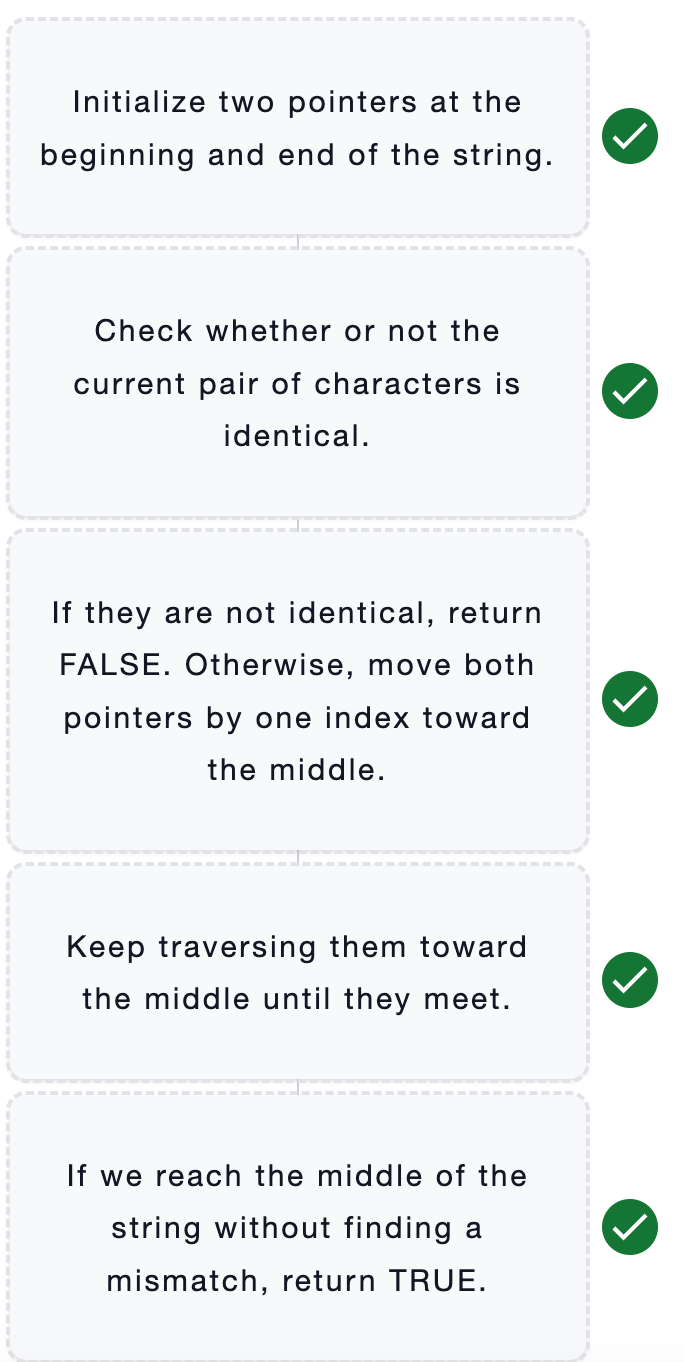 Initialize two pointers at the
beginning and end of the string.
Check whether or not the
current pair of characters is
identical.
If they are not identical, return
FALSE. Otherwise, move both
pointers by one index toward
the middle.
Keep traversing them toward
the middle until they meet.
If we reach the middle of the
string without finding a
mismatch, return TRUE.